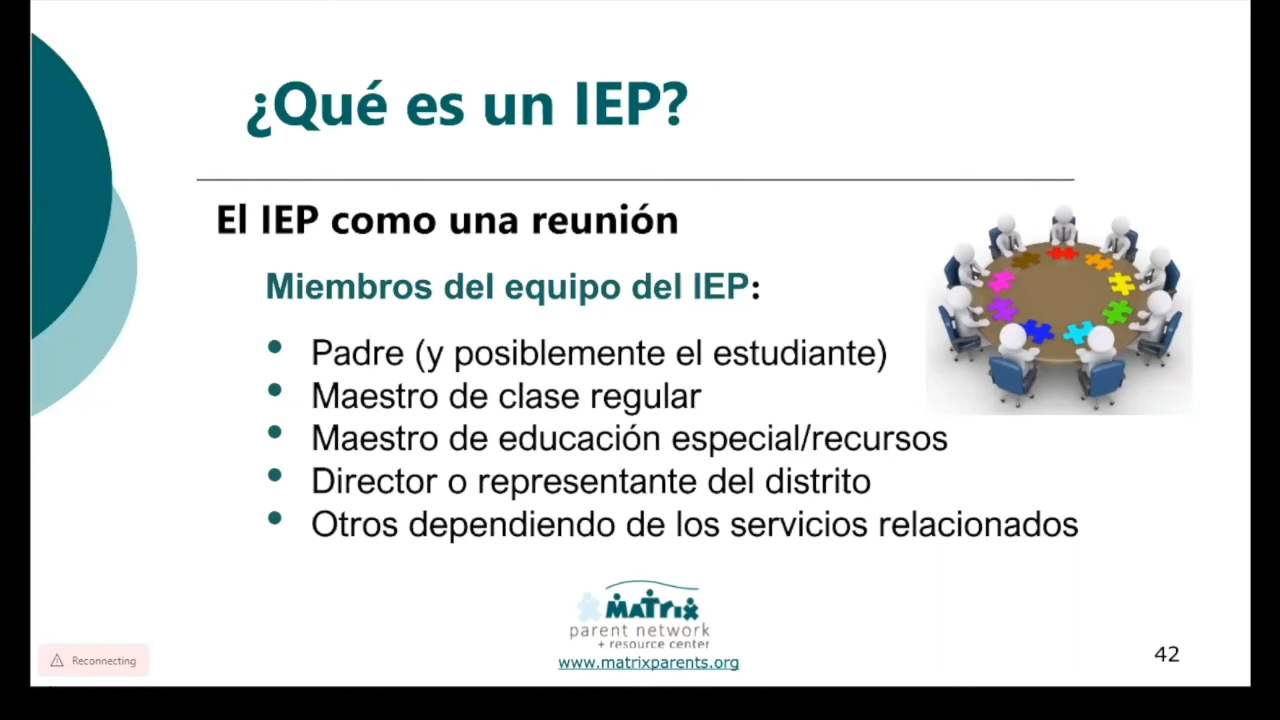 ¿Qué es un IEP?
El IEP como una reunión
Miembros del equipo del IEP:
• Padre (y posiblemente el estudiante)
• Maestro de clase regular
• Maestro de educación especial/recursos
• Director o representante del distrito
• Otros dependiendo de los servicios relacionados
MATRIX
parent network
+ resource center
www.matrixparents.org
Reconnecting
42